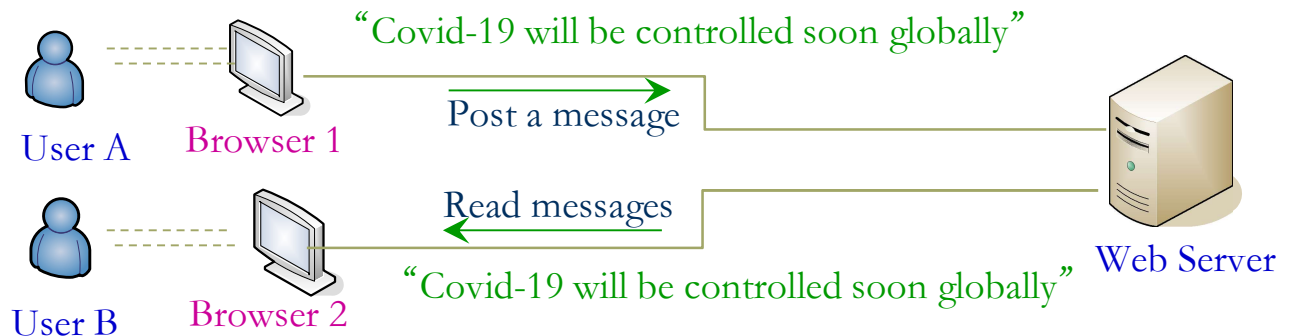 “Covid-19 will be controlled soon globally”
Post a message
User A
Browser 1
Read messages
Web Server
“Covid-19 will be controlled soon globally”
User B
Browser 2